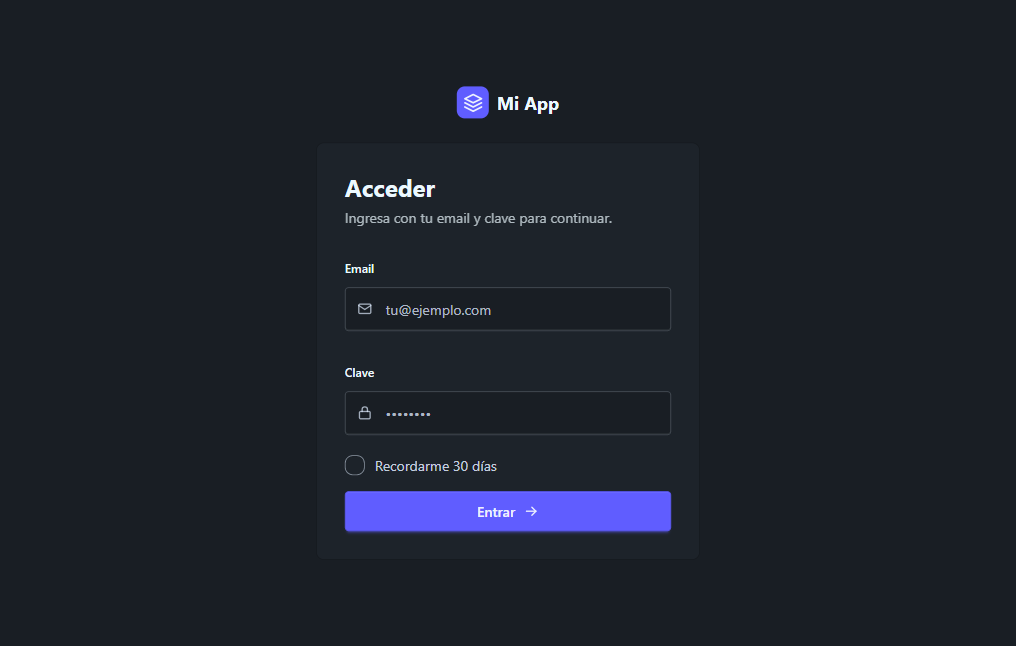 Mi App
Acceder
Ingresa con tu email y clave para continuar.
Email
tu@ejemplo.com
Clave
••••••••
Recordarme 30 días
Entrar →